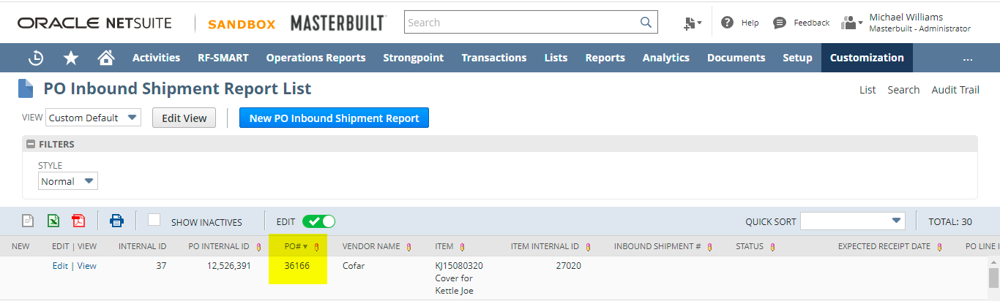 ORACLE NETSUITE SANDBOX MASTERBUILT Search Help Feedback Michael Williams
Masterbuilt - Administrator
Activities RF-SMART Operations Reports Strongpoint Transactions Lists Reports Analytics Documents Setup Customization ...
PO Inbound Shipment Report List List Search Audit Trail
VIEW Custom Default Edit View New PO Inbound Shipment Report
FILTERS
STYLE
Normal
SHOW INACTIVES EDIT QUICK SORT TOTAL: 30
NEW EDIT | VIEW INTERNAL ID PO INTERNAL ID PO# VENDOR NAME ITEM ITEM INTERNAL ID INBOUND SHIPMENT # STATUS EXPECTED RECEIPT DATE PO LINE I
Edit | View 37 12,526,391 36166 Cofar KJ15080320 27020
Cover for
Kettle Joe